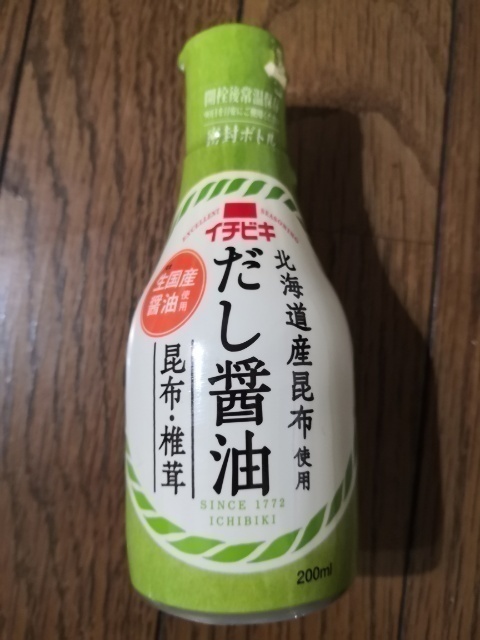 開栓後常温保存
密封ボトル
EXCELLENT SEASONING
イチビキ
北海道産昆布使用
だし醤油
生国産
醤油使用
昆布・椎茸
SINCE 1772
ICHIBIKI
200ml